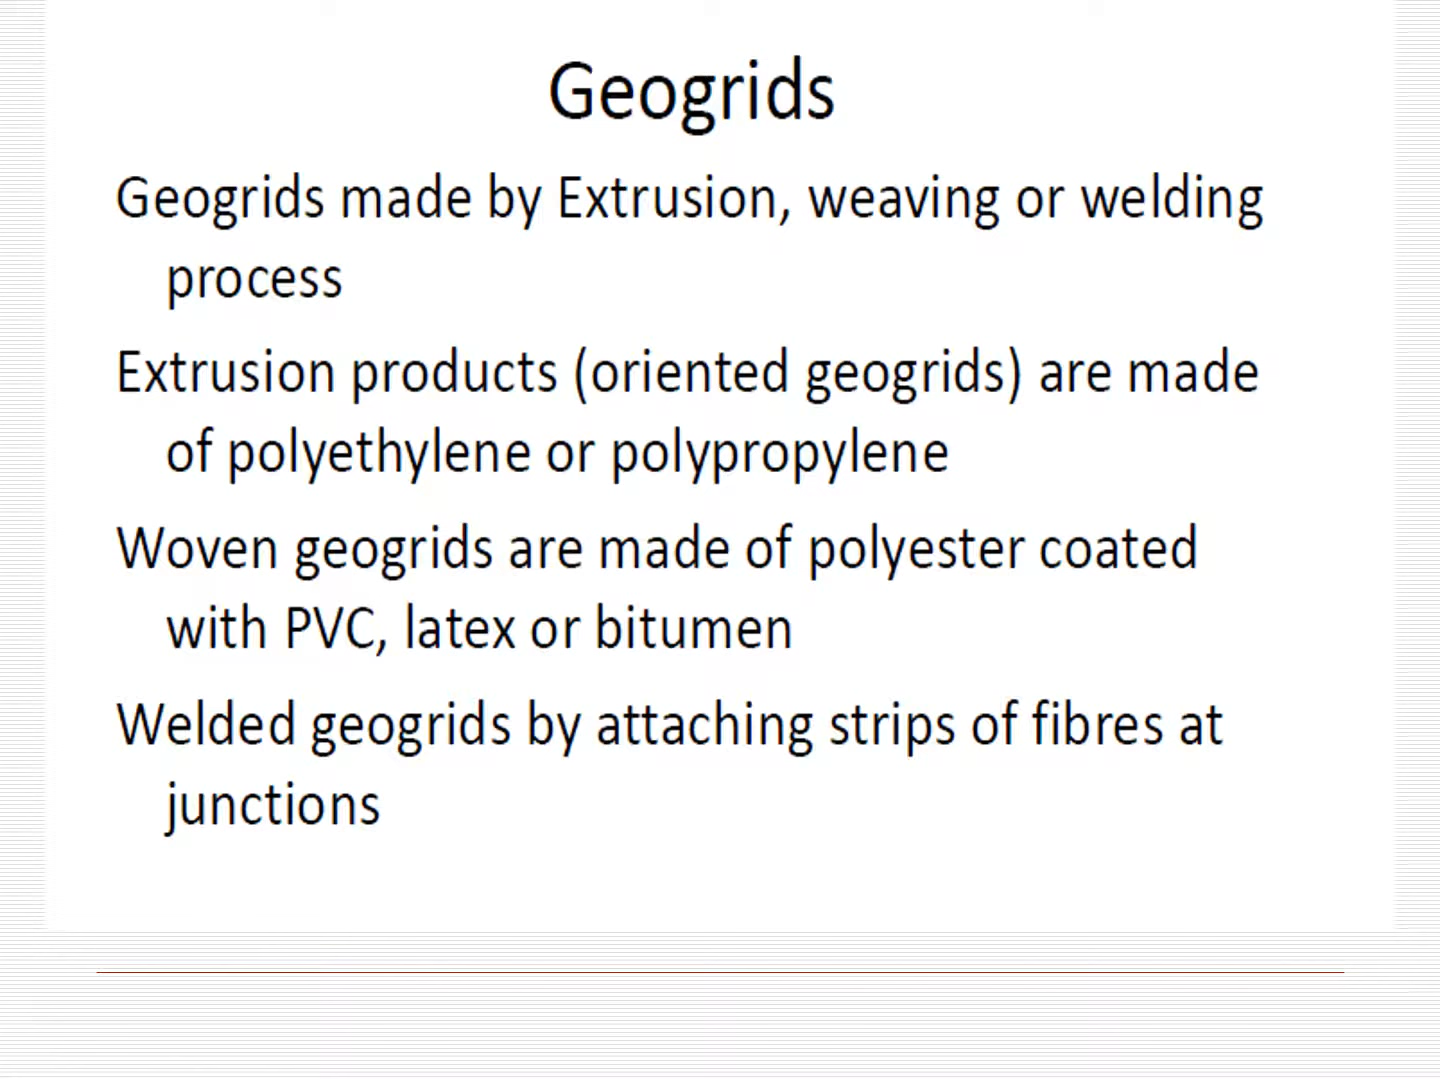 Geogrids
Geogrids made by Extrusion, weaving or welding
process
Extrusion products (oriented geogrids) are made
of polyethylene or polypropylene
Woven geogrids are made of polyester coated
with PVC, latex or bitumen
Welded geogrids by attaching strips of fibres at
junctions